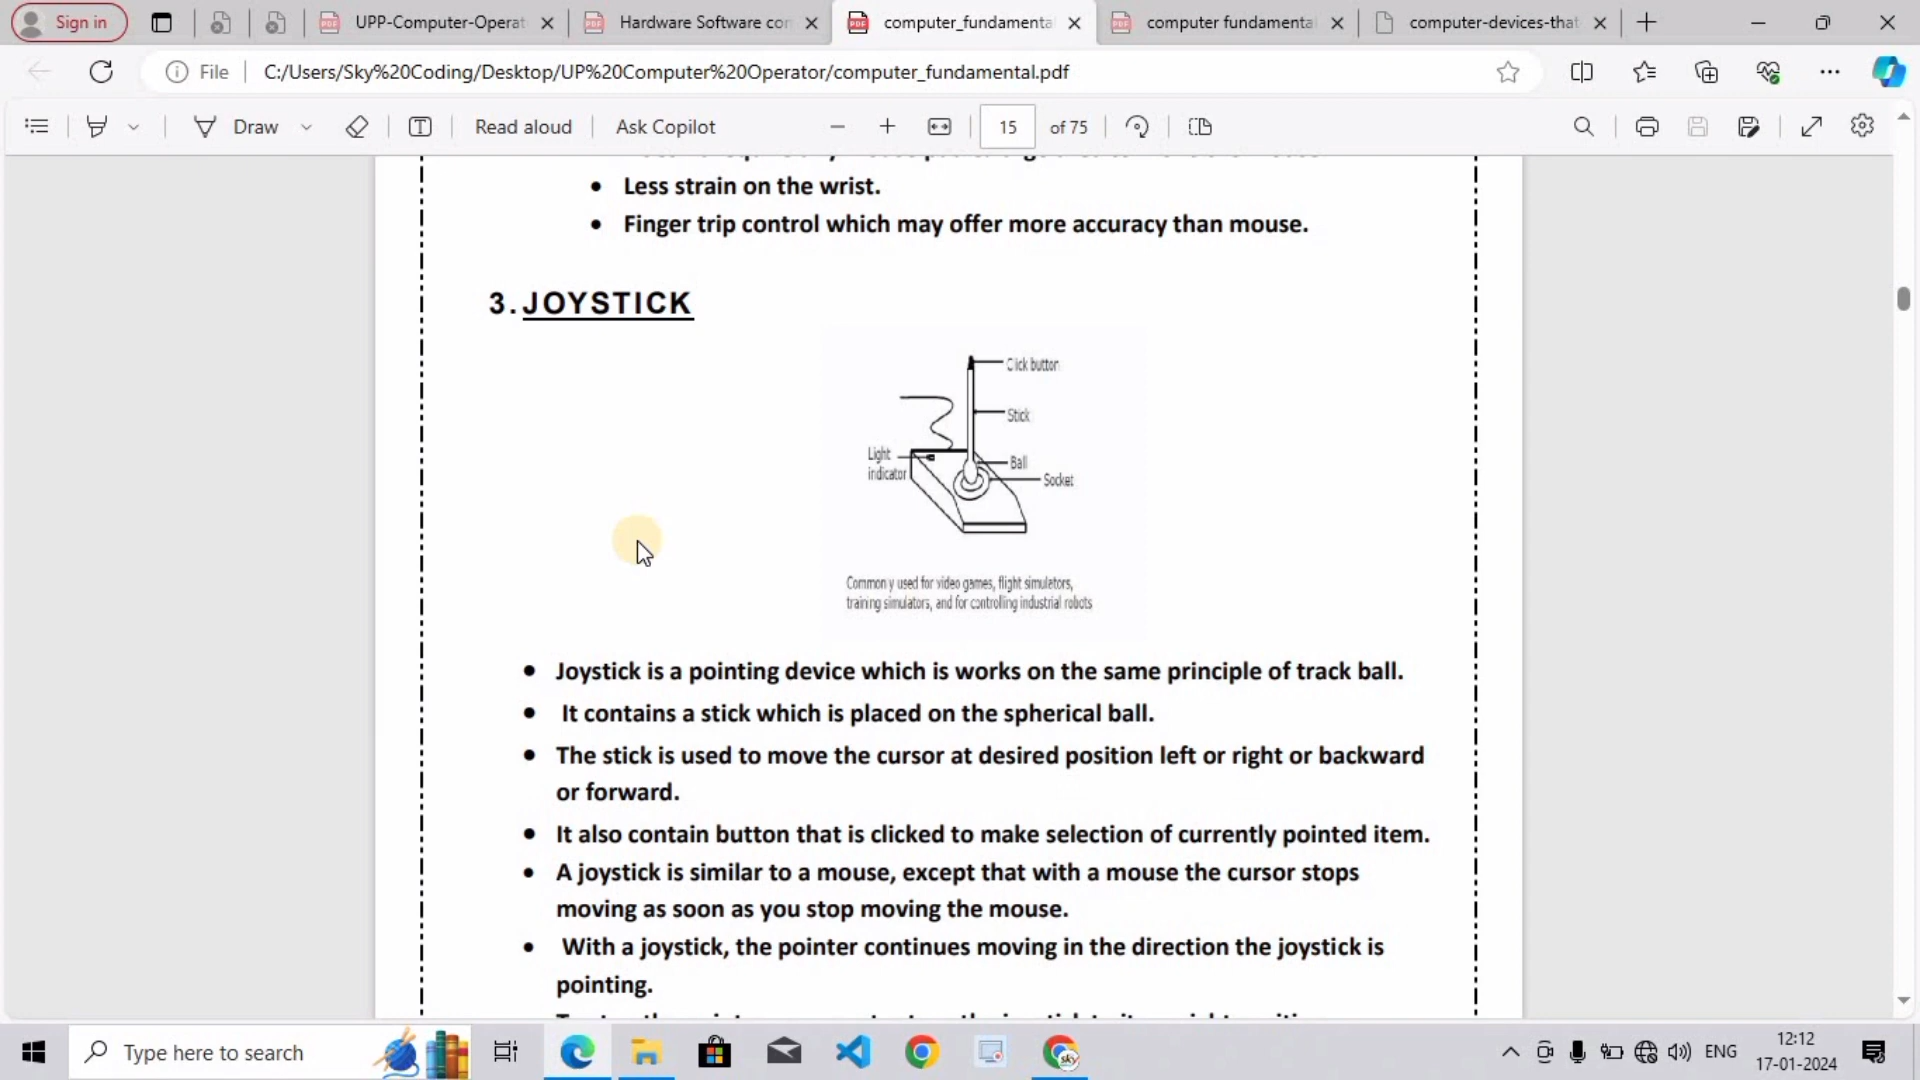 Sign in
UPP-Computer-Operat
Hardware Software con
computer_fundamenta
computer fundamenta
computer-devices-that
File
C:/Users/Sky%20Coding/Desktop/UP%20Computer%20Operator/computer_fundamental.pdf
Draw
Read aloud
Ask Copilot
15 of 75
• Less strain on the wrist.
• Finger trip control which may offer more accuracy than mouse.
3. JOYSTICK
Click button
Stick
Light
indicator
Ball
Socket
Common y used for video games, flight simulators,
training simulators, and for controlling industrial robots
• Joystick is a pointing device which is works on the same principle of track ball.
• It contains a stick which is placed on the spherical ball.
• The stick is used to move the cursor at desired position left or right or backward
or forward.
• It also contain button that is clicked to make selection of currently pointed item.
• A joystick is similar to a mouse, except that with a mouse the cursor stops
moving as soon as you stop moving the mouse.
• With a joystick, the pointer continues moving in the direction the joystick is
pointing.
Type here to search
ENG
12:12
17-01-2024